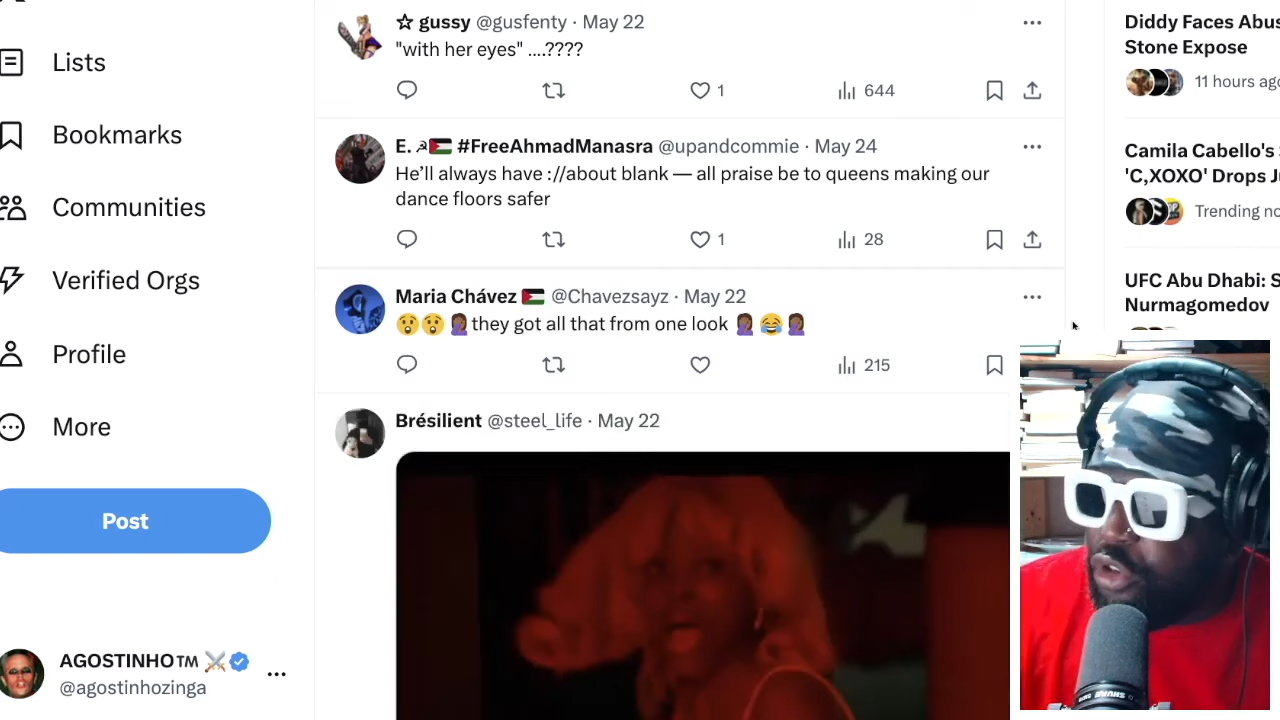 ☆ gussy @gusfenty · May 22
"with her eyes" ....????
1
644
E. ☭🇵🇸 #FreeAhmadManasra @upandcommie · May 24
He’ll always have ://about blank — all praise be to queens making our
dance floors safer
1
28
Maria Chávez 🇵🇸 @Chavezsayz · May 22
😲😲🤦🏾‍♀️they got all that from one look 🤦🏾‍♀️😂🤦🏾‍♀️
215
Brésilient @steel_life · May 22
Lists
Bookmarks
Communities
Verified Orgs
Profile
More
Post
AGOSTINHO™ ⚔️
@agostinhozinga
Diddy Faces Abus
Stone Expose
11 hours ago
Camila Cabello's
'C,XOXO' Drops Ju
Trending no
UFC Abu Dhabi: S
Nurmagomedov
SHURE